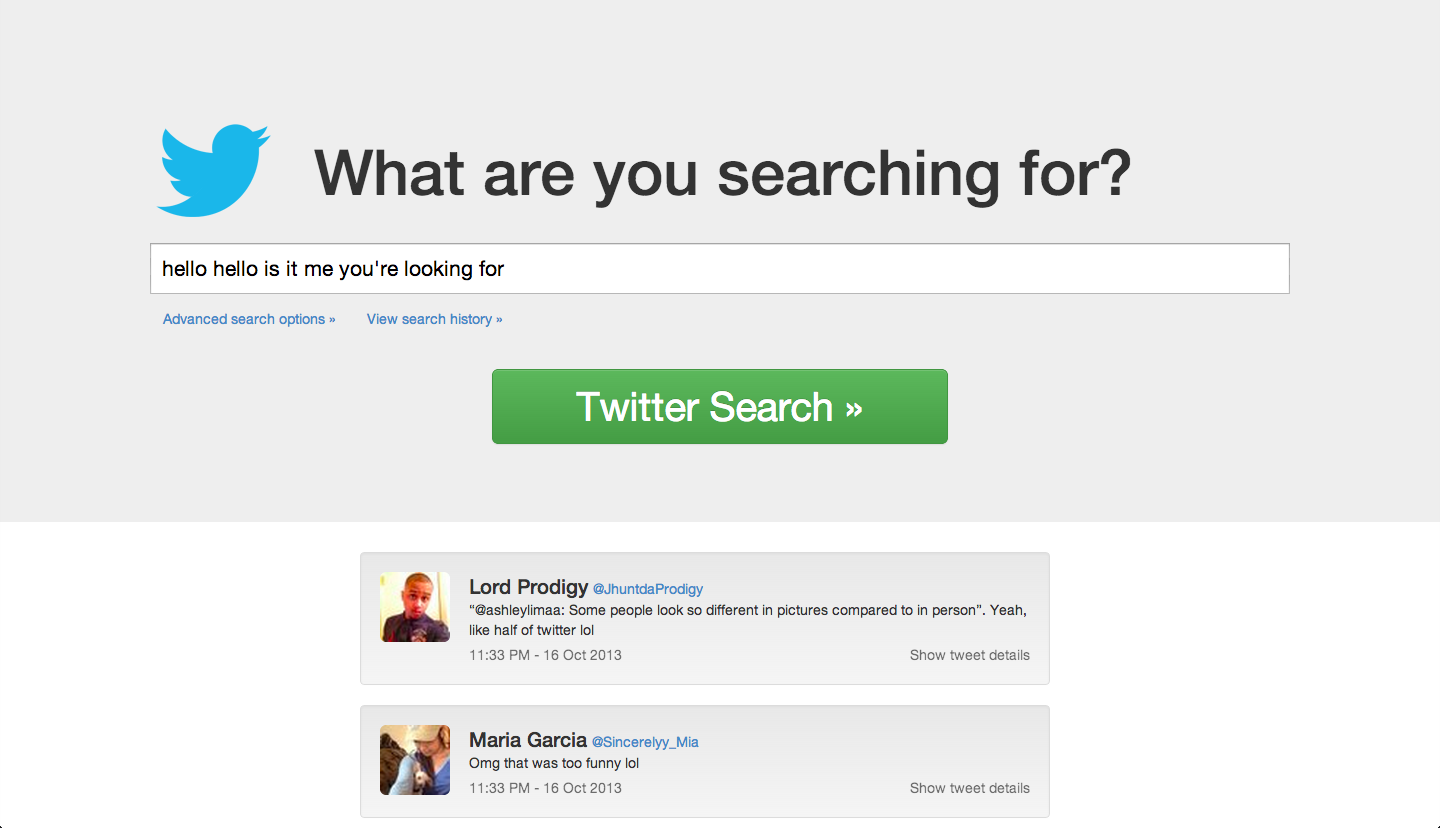 What are you searching for?
hello hello is it me you're looking for
Advanced search options » View search history »
Twitter Search »
Lord Prodigy @JhuntdaProdigy
“@ashleylimaa: Some people look so different in pictures compared to in person”. Yeah,
like half of twitter lol
11:33 PM - 16 Oct 2013 Show tweet details
Maria Garcia @Sincerelyy_Mia
Omg that was too funny lol
11:33 PM - 16 Oct 2013 Show tweet details